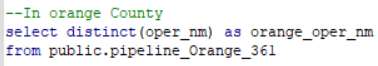 --In orange County
select distinct(oper_nm) as orange_oper_nm
from public.pipeline_Orange_361